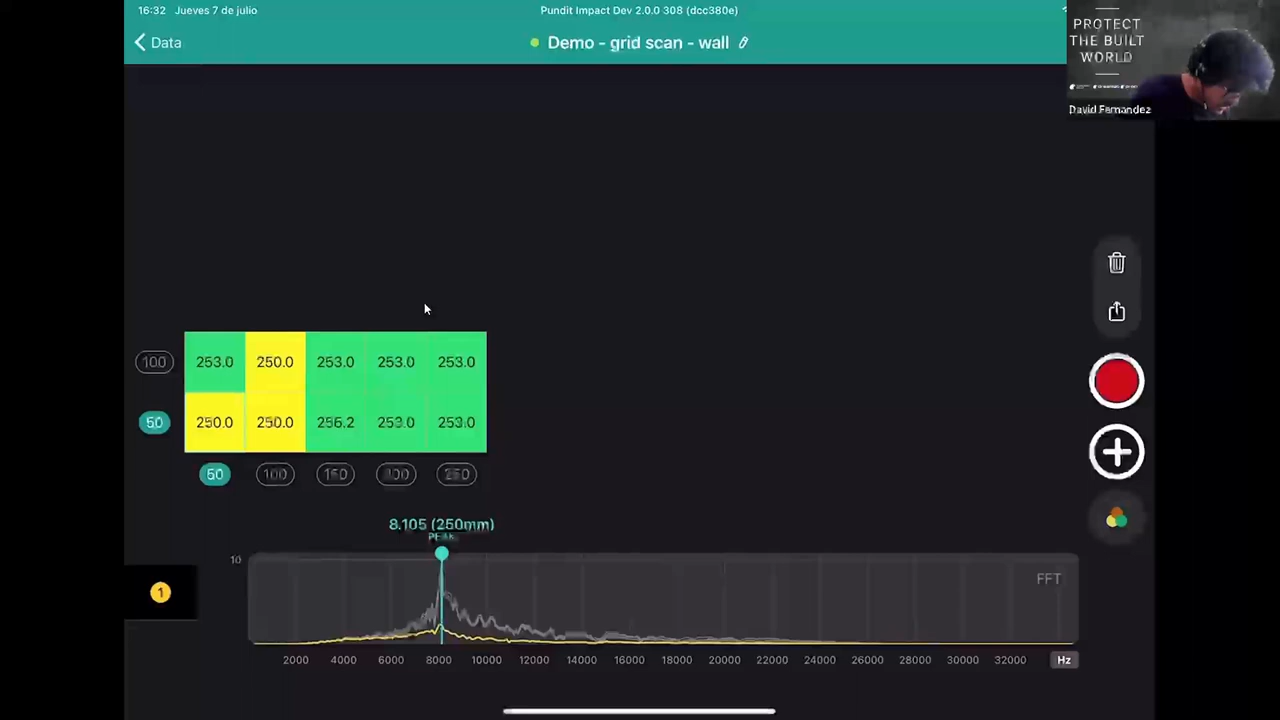 16:32 Jueves 7 de julio
Pundit Impact Dev 2.0.0 308 (dcc380e)
Data
Demo - grid scan - wall
PROTECT
THE BUILT
WORLD
David Fernandez
100 253.0 250.0 253.0 253.0 253.0
50 250.0 250.0 256.2 253.0 253.0
50 100 150 200 250
8.105 (250mm)
PEAK
10
FFT
1
2000 4000 6000 8000 10000 12000 14000 16000 18000 20000 22000 24000 26000 28000 30000 32000 Hz